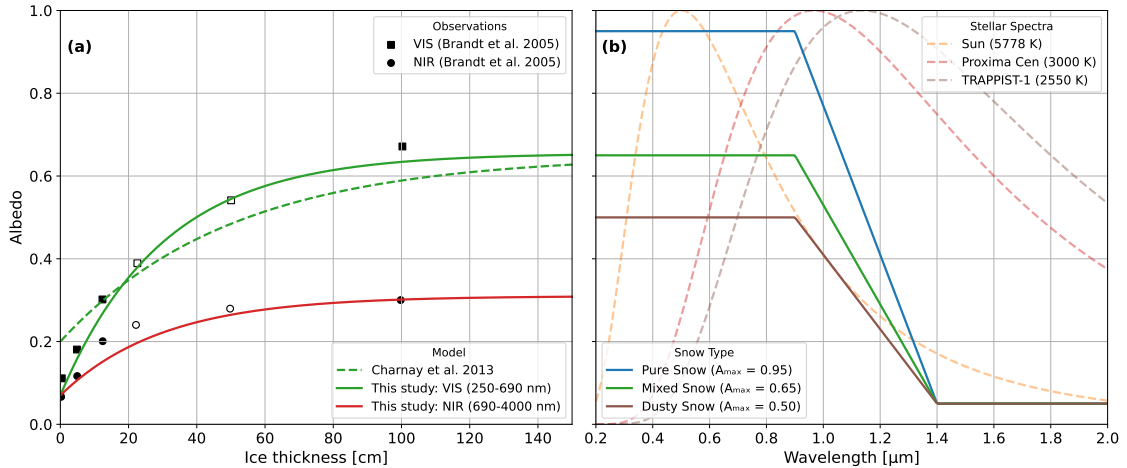 (a)
Observations
VIS (Brandt et al. 2005)
NIR (Brandt et al. 2005)
Model
Charnay et al. 2013
This study: VIS (250-690 nm)
This study: NIR (690-4000 nm)
1.0
0.8
0.6
0.4
0.2
0.0
Albedo
0 20 40 60 80 100 120 140
Ice thickness [cm]
(b)
Stellar Spectra
Sun (5778 K)
Proxima Cen (3000 K)
TRAPPIST-1 (2550 K)
Snow Type
Pure Snow (Aₘₐₓ = 0.95)
Mixed Snow (Aₘₐₓ = 0.65)
Dusty Snow (Aₘₐₓ = 0.50)
0.2 0.4 0.6 0.8 1.0 1.2 1.4 1.6 1.8 2.0
Wavelength [μm]